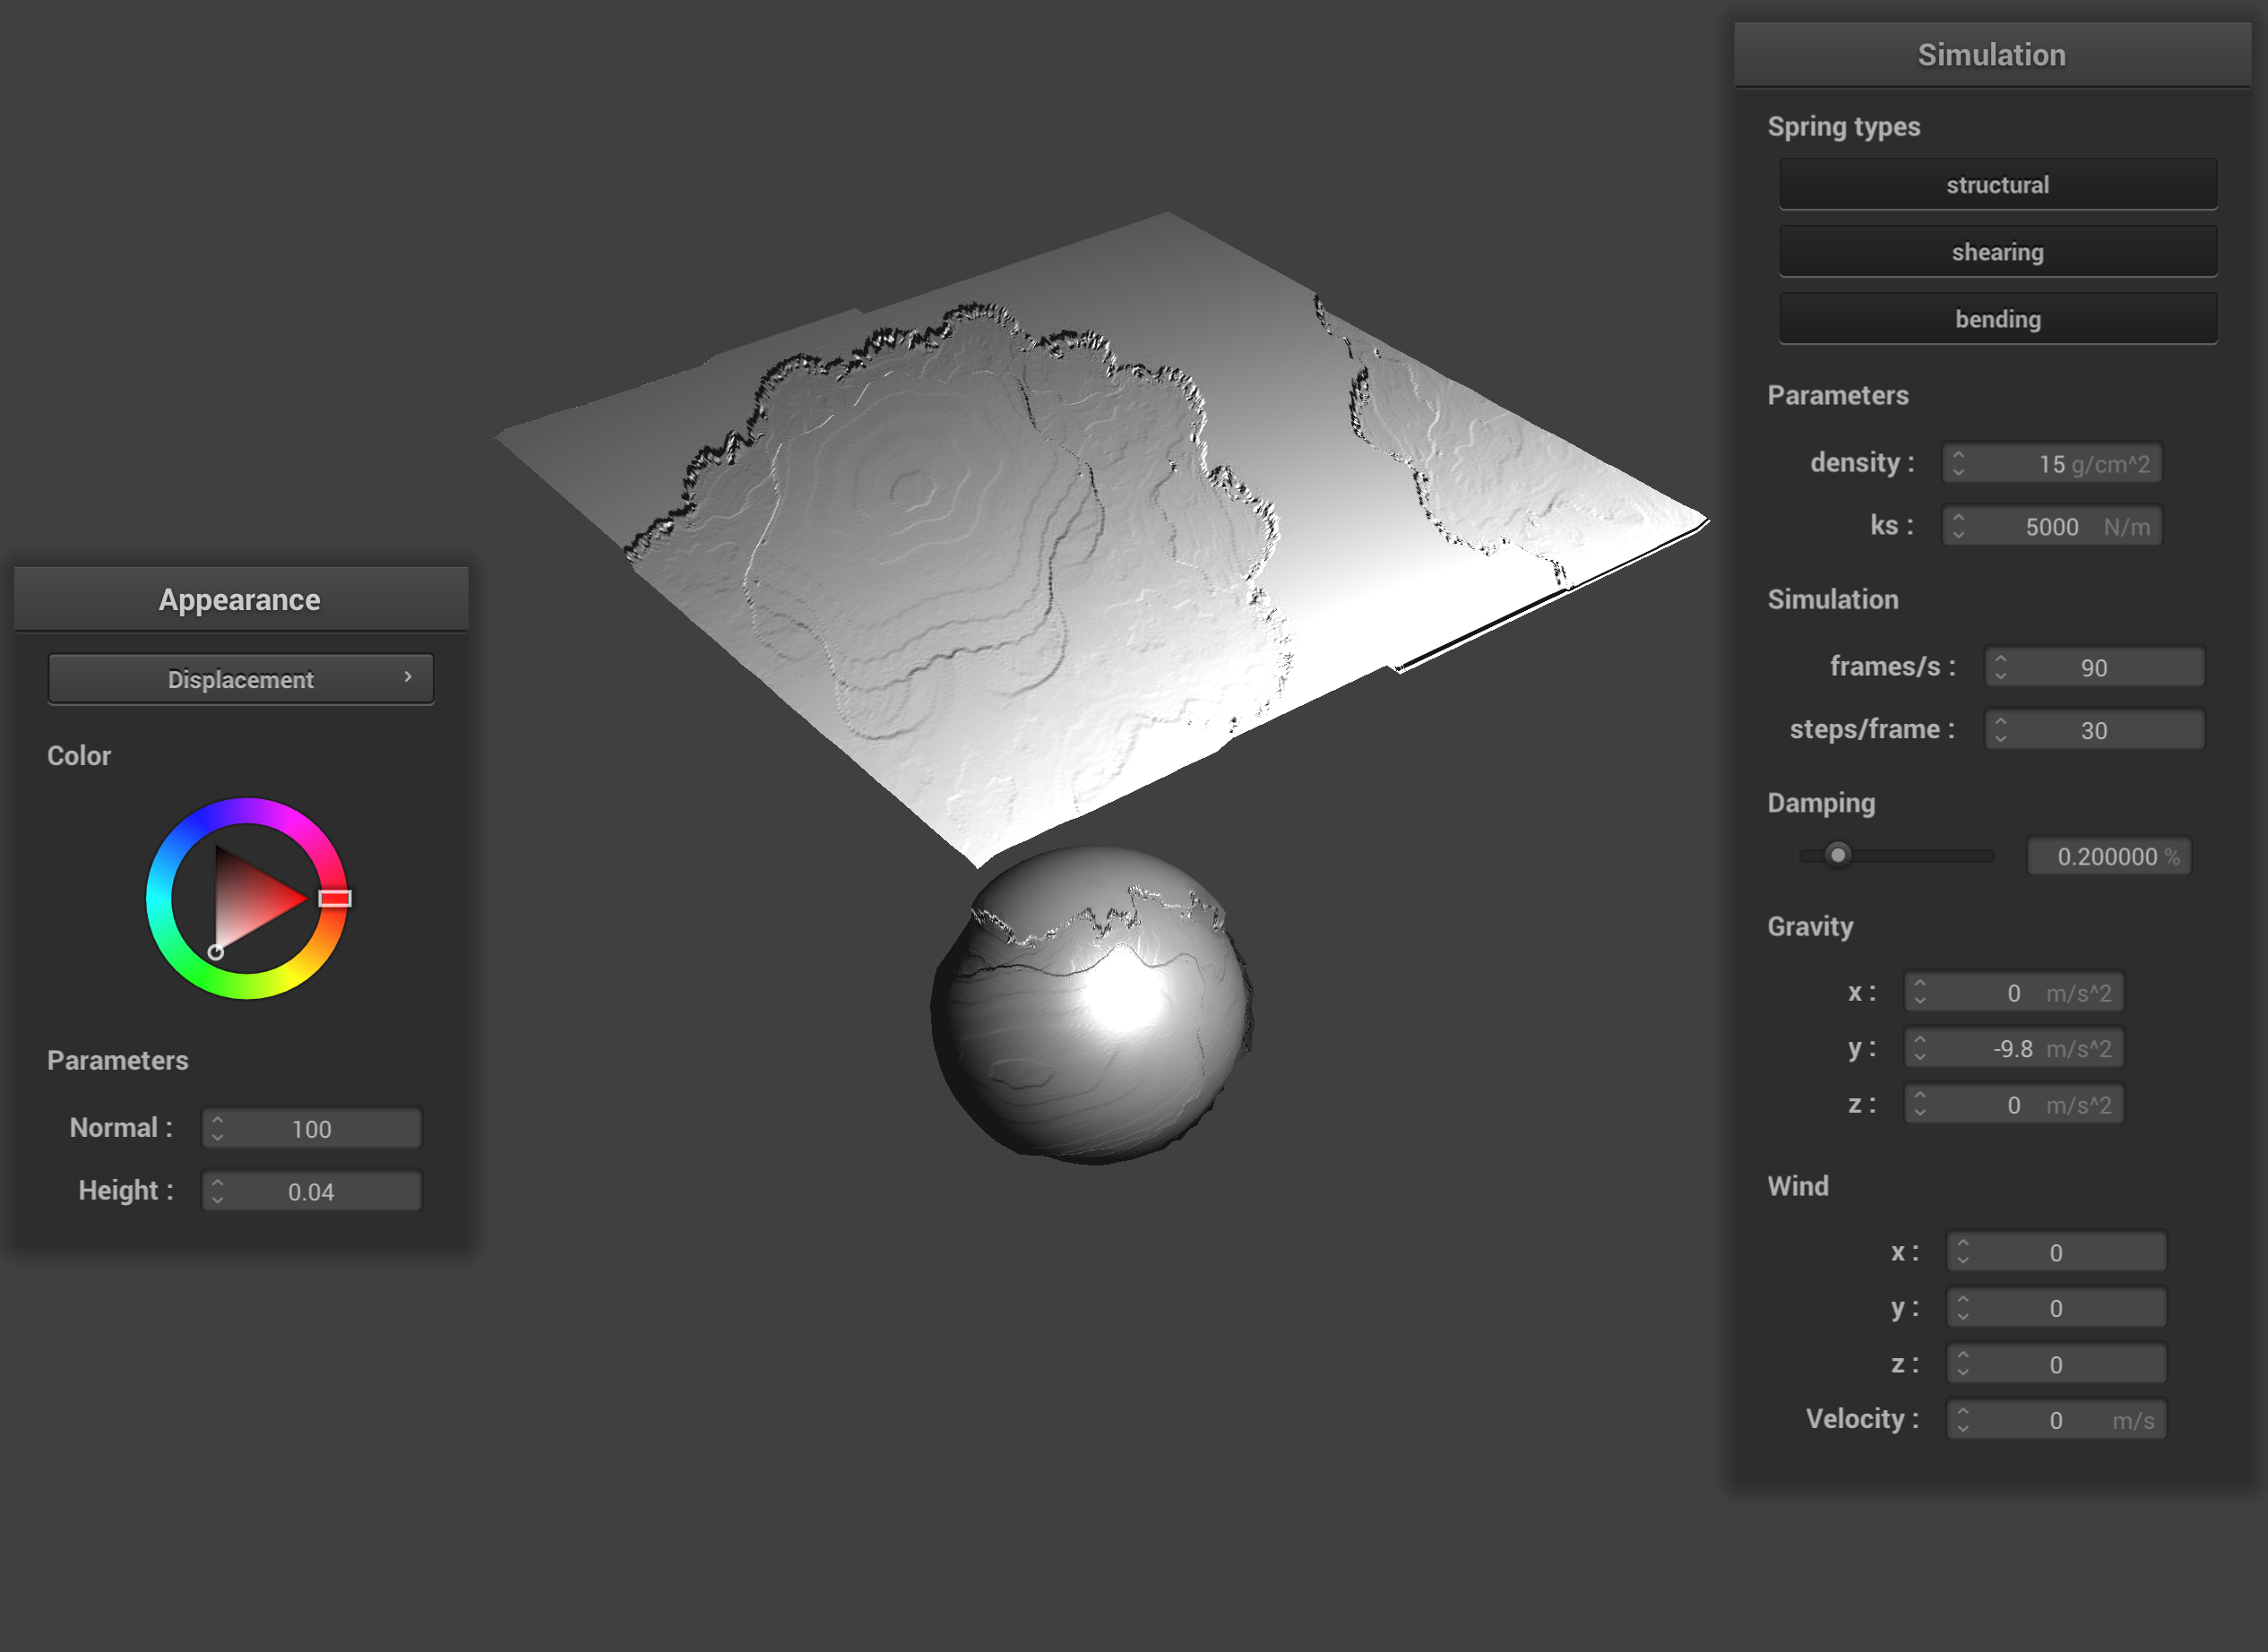 Appearance
Displacement
Color
Parameters
Normal : 100
Height : 0.04
Simulation
Spring types
structural
shearing
bending
Parameters
density : 15 g/cm^2
ks : 5000 N/m
Simulation
frames/s : 90
steps/frame : 30
Damping
0.200000 %
Gravity
x : 0 m/s^2
y : -9.8 m/s^2
z : 0 m/s^2
Wind
x : 0
y : 0
z : 0
Velocity : 0 m/s